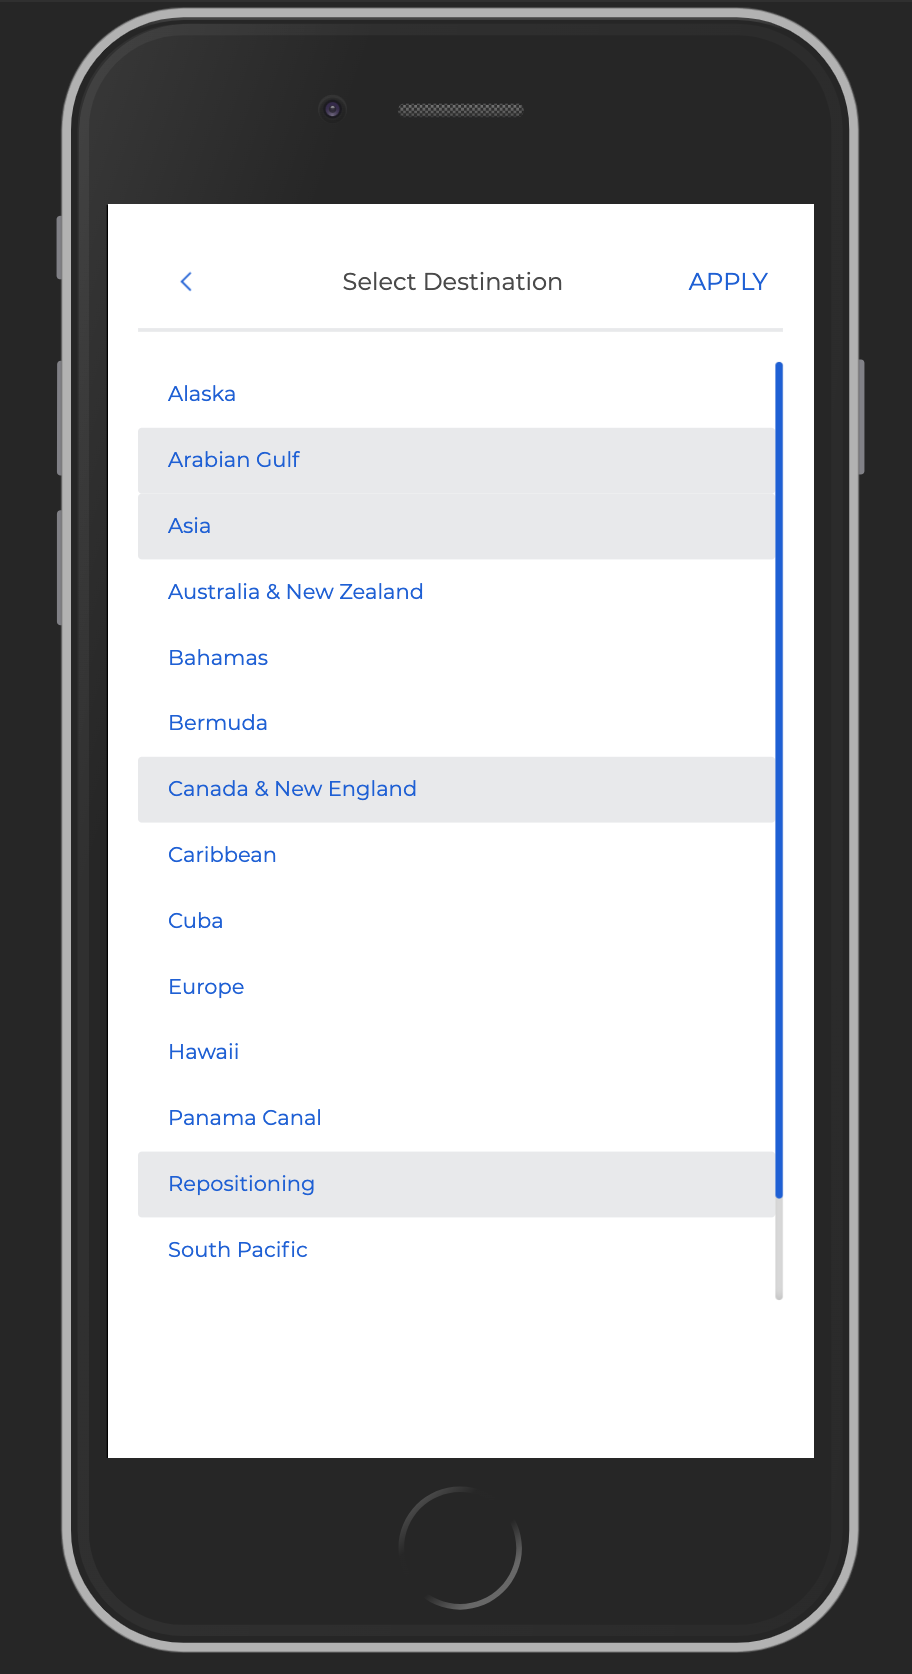 Select Destination APPLY
Alaska
Arabian Gulf
Asia
Australia & New Zealand
Bahamas
Bermuda
Canada & New England
Caribbean
Cuba
Europe
Hawaii
Panama Canal
Repositioning
South Pacific